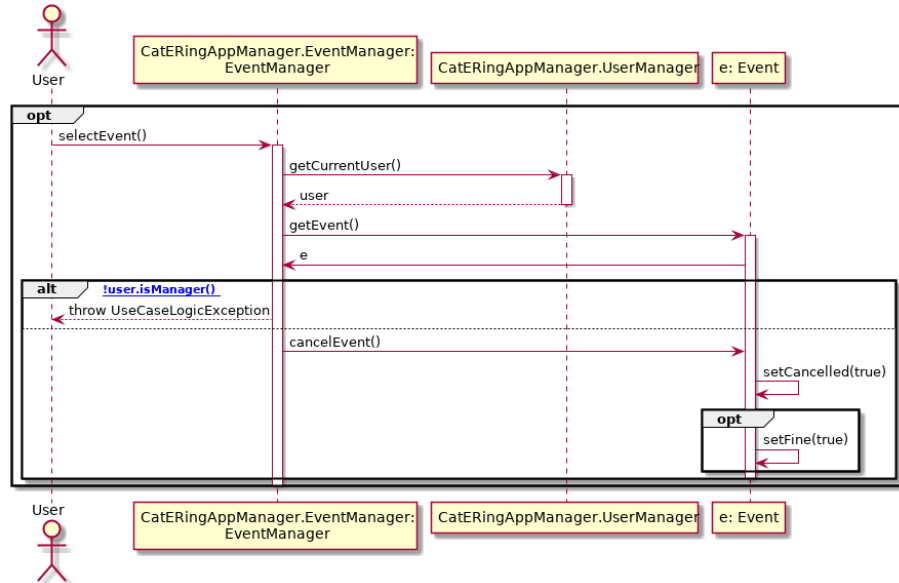 User
CatERingAppManager.EventManager:
EventManager
CatERingAppManager.UserManager
e: Event
opt
selectEvent()
getCurrentUser()
user
getEvent()
e
alt
!user.isManager()
throw UseCaseLogicException
cancelEvent()
setCancelled(true)
opt
setFine(true)
User
CatERingAppManager.EventManager:
EventManager
CatERingAppManager.UserManager
e: Event